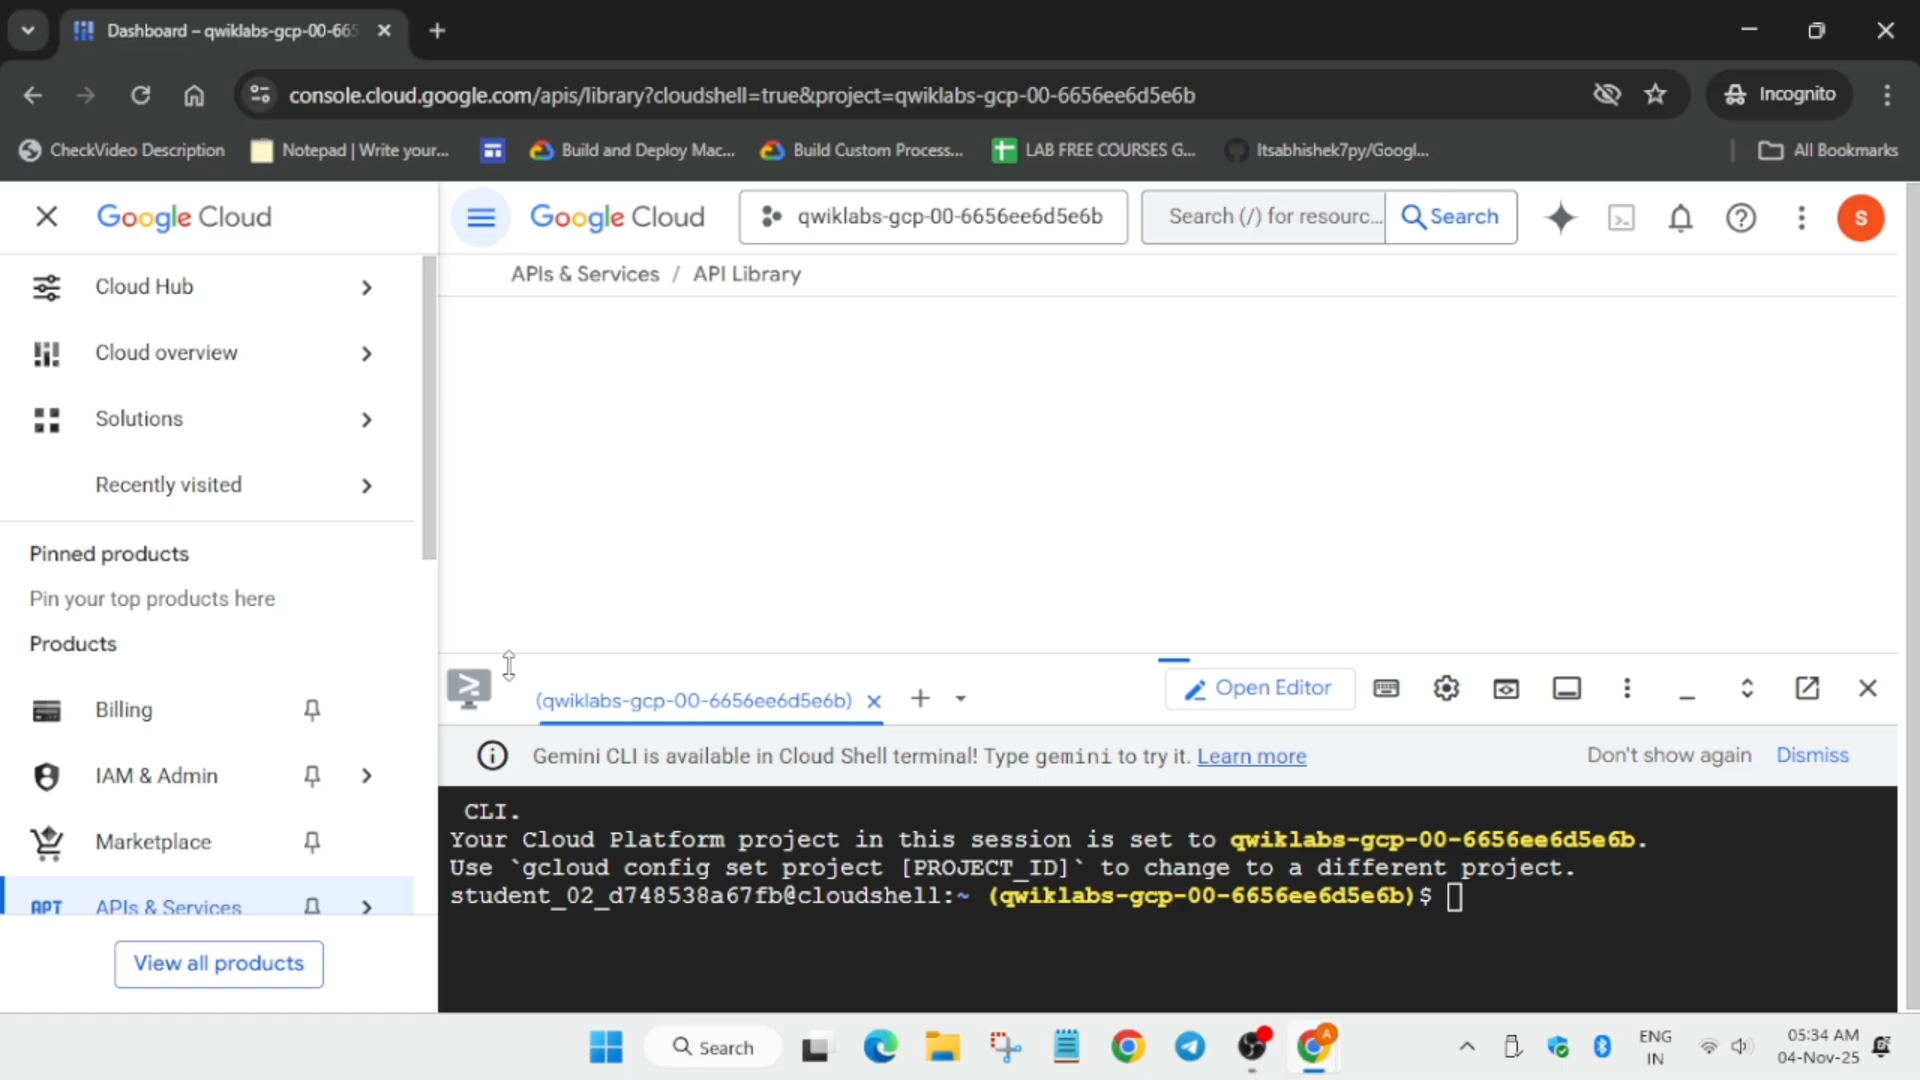 Dashboard – qwiklabs-gcp-00-665
console.cloud.google.com/apis/library?cloudshell=true&project=qwiklabs-gcp-00-6656ee6d5e6b
Incognito
CheckVideo Description
Notepad | Write your...
Build and Deploy Mac...
Build Custom Process...
LAB FREE COURSES G...
Itsabhishek7py/Googl...
All Bookmarks
Google Cloud
Google Cloud
qwiklabs-gcp-00-6656ee6d5e6b
Search (/) for resourc...
Search
S
APIs & Services / API Library
Cloud Hub
Cloud overview
Solutions
Recently visited
Pinned products
Pin your top products here
Products
Billing
IAM & Admin
Marketplace
API APIs & Services
View all products
(qwiklabs-gcp-00-6656ee6d5e6b)
Open Editor
Gemini CLI is available in Cloud Shell terminal! Type gemini to try it. Learn more
Don't show again
Dismiss
CLI.
Your Cloud Platform project in this session is set to qwiklabs-gcp-00-6656ee6d5e6b.
Use `gcloud config set project [PROJECT_ID]` to change to a different project.
student_02_d748538a67fb@cloudshell:~ (qwiklabs-gcp-00-6656ee6d5e6b)$
Search
A
ENG
IN
05:34 AM
04-Nov-25